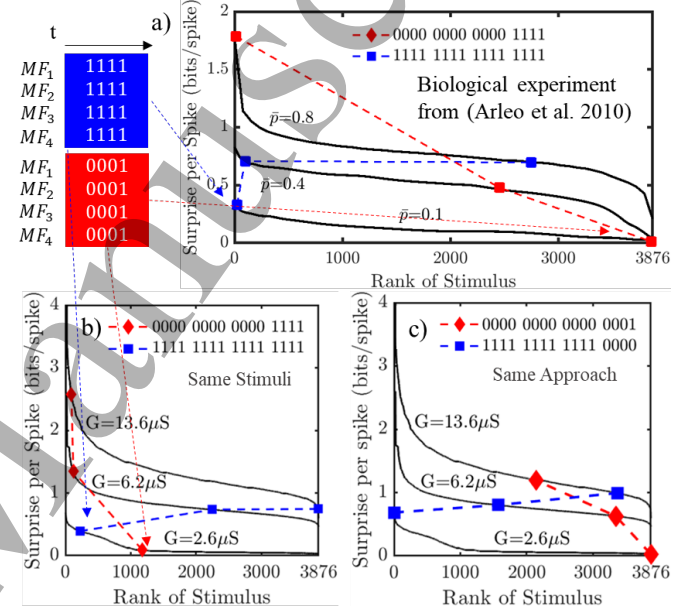 t
MF₁ 1111
MF₂ 1111
MF₃ 1111
MF₄ 1111
MF₁ 0001
MF₂ 0001
MF₃ 0001
MF₄ 0001
a)
Surprise per Spike (bits/spike)
2
1.5
1
0.5
0
0000 0000 0000 1111
1111 1111 1111 1111
Biological experiment
from (Arleo et al. 2010)
p̄=0.8
p̄=0.4
p̄=0.1
0 1000 2000 3000 3876
Rank of Stimulus
b)
Surprise per Spike (bits/spike)
4
3
2
1
0
0000 0000 0000 1111
1111 1111 1111 1111
Same Stimuli
G=13.6μS
G=6.2μS
G=2.6μS
0 1000 2000 3000 3876
Rank of Stimulus
c)
Surprise per Spike (bits/spike)
4
3
2
1
0
0000 0000 0000 0001
1111 1111 1111 0000
Same Approach
G=13.6μS
G=6.2μS
G=2.6μS
0 1000 2000 3000 3876
Rank of Stimulus